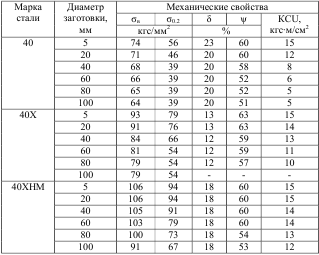 Марка стали Диаметр заготовки, мм Механические свойства
σв σ0.2 δ ψ KCU, кгс·м/см²
кгс/мм² %
40 5 74 56 23 60 15
20 71 46 20 60 12
40 68 39 20 58 8
60 66 39 20 52 6
80 65 39 20 52 5
100 64 39 20 51 5
40Х 5 93 79 13 63 15
20 91 76 13 63 14
40 84 66 12 59 13
60 81 54 12 59 11
80 79 54 12 57 10
100 79 54 - - -
40ХНМ 5 106 94 18 60 15
20 106 94 18 60 14
40 105 91 18 60 14
60 103 79 18 60 14
80 100 73 18 54 13
100 91 67 18 53 12